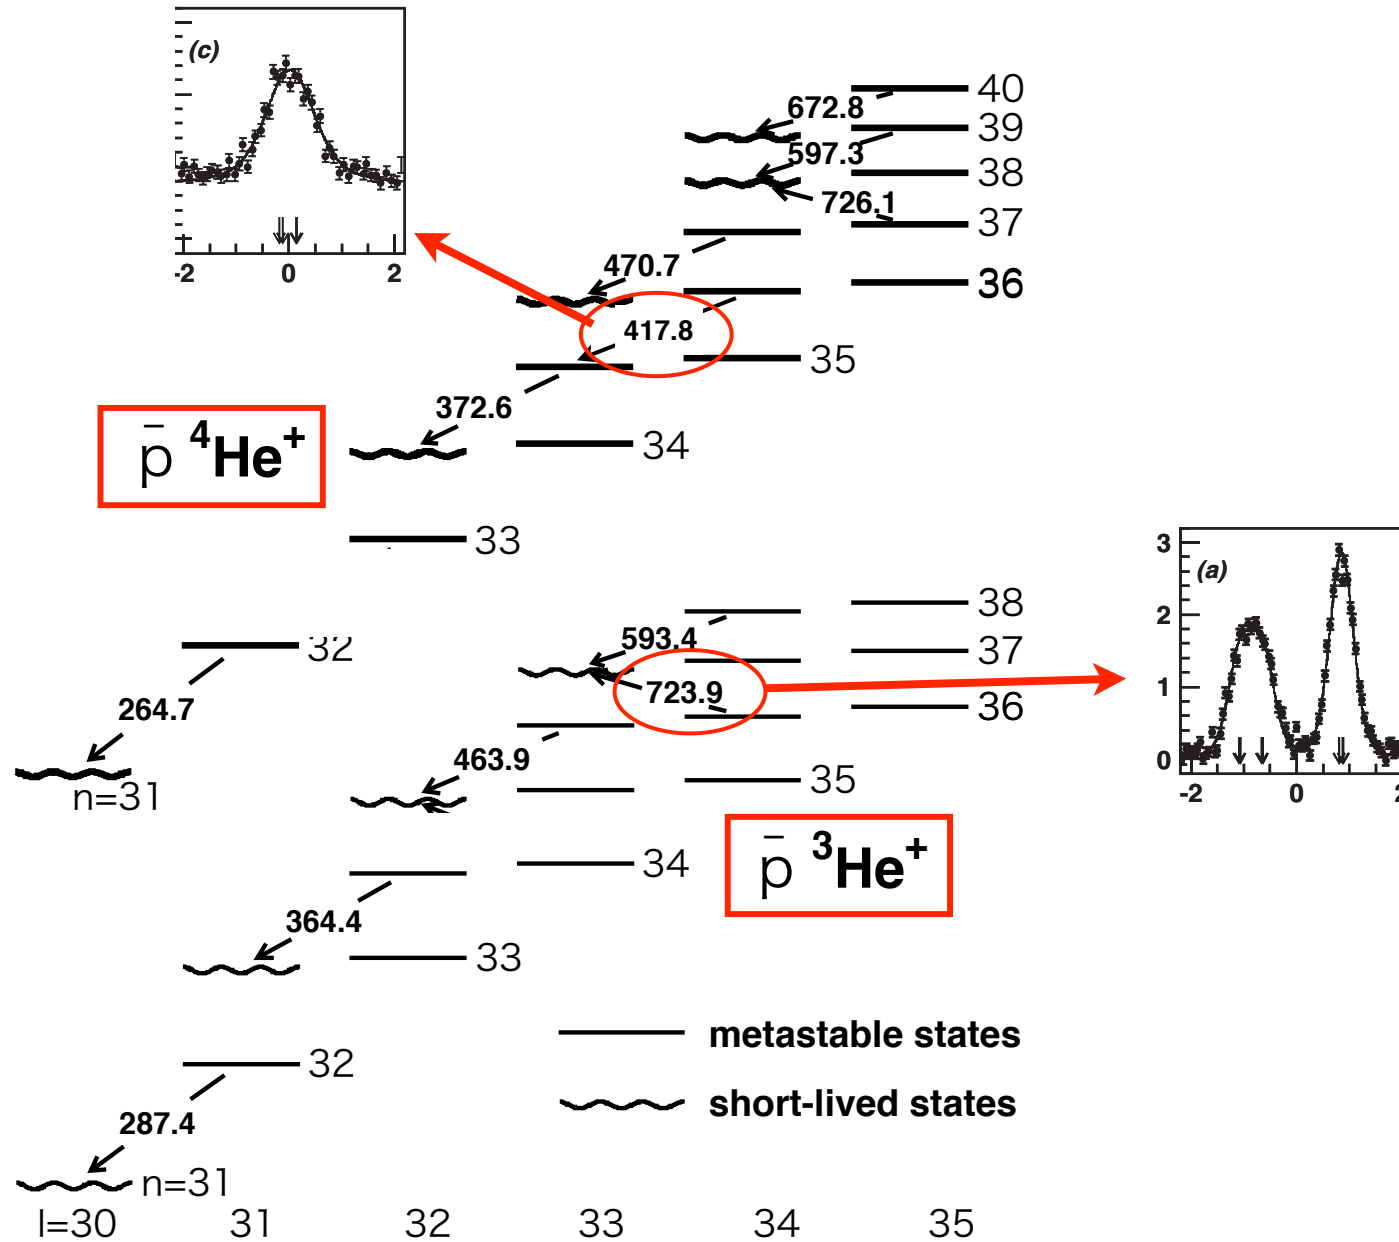 (c)
-2 0 2
672.8
40
39
597.3
38
726.1
37
470.7
36
417.8
35
372.6
34
p̄ ⁴He⁺
33
32
264.7
n=31
(a)
3
2
1
0
-2 0 2
38
593.4
37
723.9
36
463.9
35
p̄ ³He⁺
34
364.4
33
metastable states
32
short-lived states
287.4
n=31
l=30 31 32 33 34 35